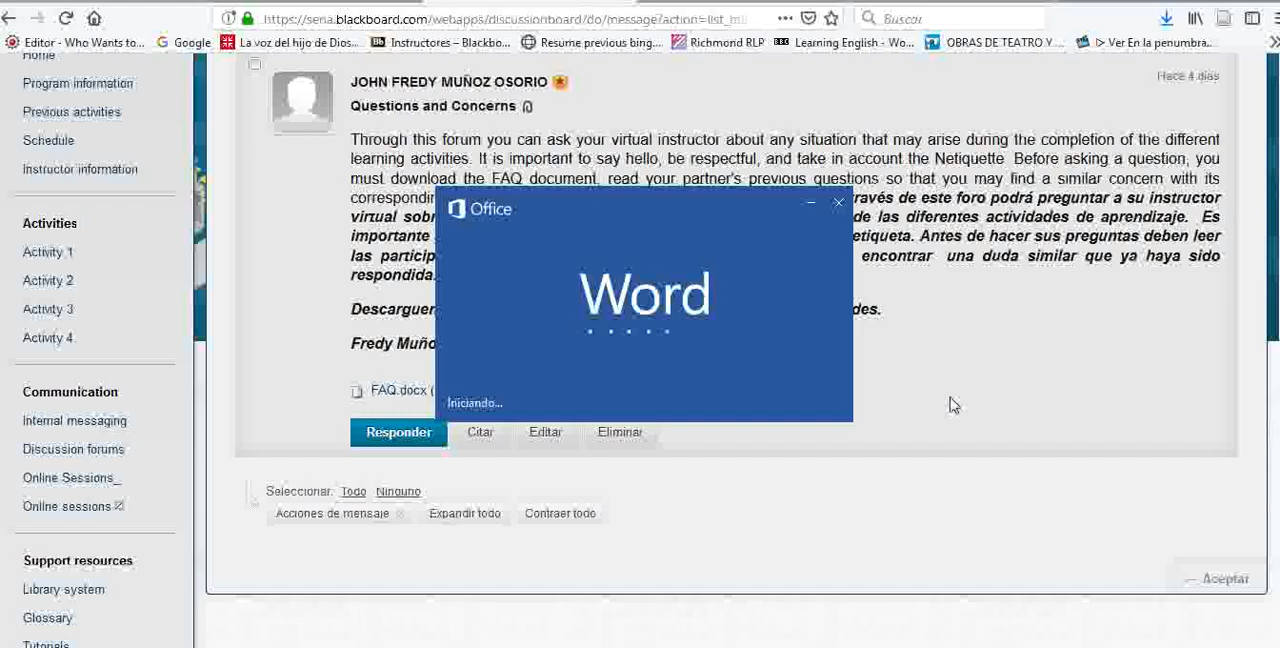 https://sena.blackboard.com/webapps/discussionboard/do/message?action=list_m
Buscar
Editor - Who Wants to...
Google
La voz del hijo de Dios...
Bb Instructores – Blackbo...
Resume previous bing...
Richmond RLP
BBC Learning English - Wo...
OBRAS DE TEATRO Y ...
▷ Ver En la penumbra...
Home
Program information
Previous activities
Schedule
Instructor information
Activities
Activity 1
Activity 2
Activity 3
Activity 4
Communication
Internal messaging
Discussion forums
Online Sessions_
Online sessions
Support resources
Library system
Glossary
Tutorials
JOHN FREDY MUÑOZ OSORIO
Hace 4 días
Questions and Concerns
Through this forum you can ask your virtual instructor about any situation that may arise during the completion of the different
learning activities. It is important to say hello, be respectful, and take in account the Netiquette. Before asking a question, you
must download the FAQ document, read your partner's previous questions so that you may find a similar concern with its
correspondin
ravés de este foro podrá preguntar a su instructor
virtual sobr
de las diferentes actividades de aprendizaje. Es
importante
etiqueta. Antes de hacer sus preguntas deben leer
las particip
encontrar una duda similar que ya haya sido
respondida.
Descarguer
des.
Fredy Muño
FAQ.docx (
Office
Word
Iniciando...
Responder
Citar
Editar
Eliminar
Seleccionar: Todo Ninguno
Acciones de mensaje
Expandir todo
Contraer todo
Aceptar